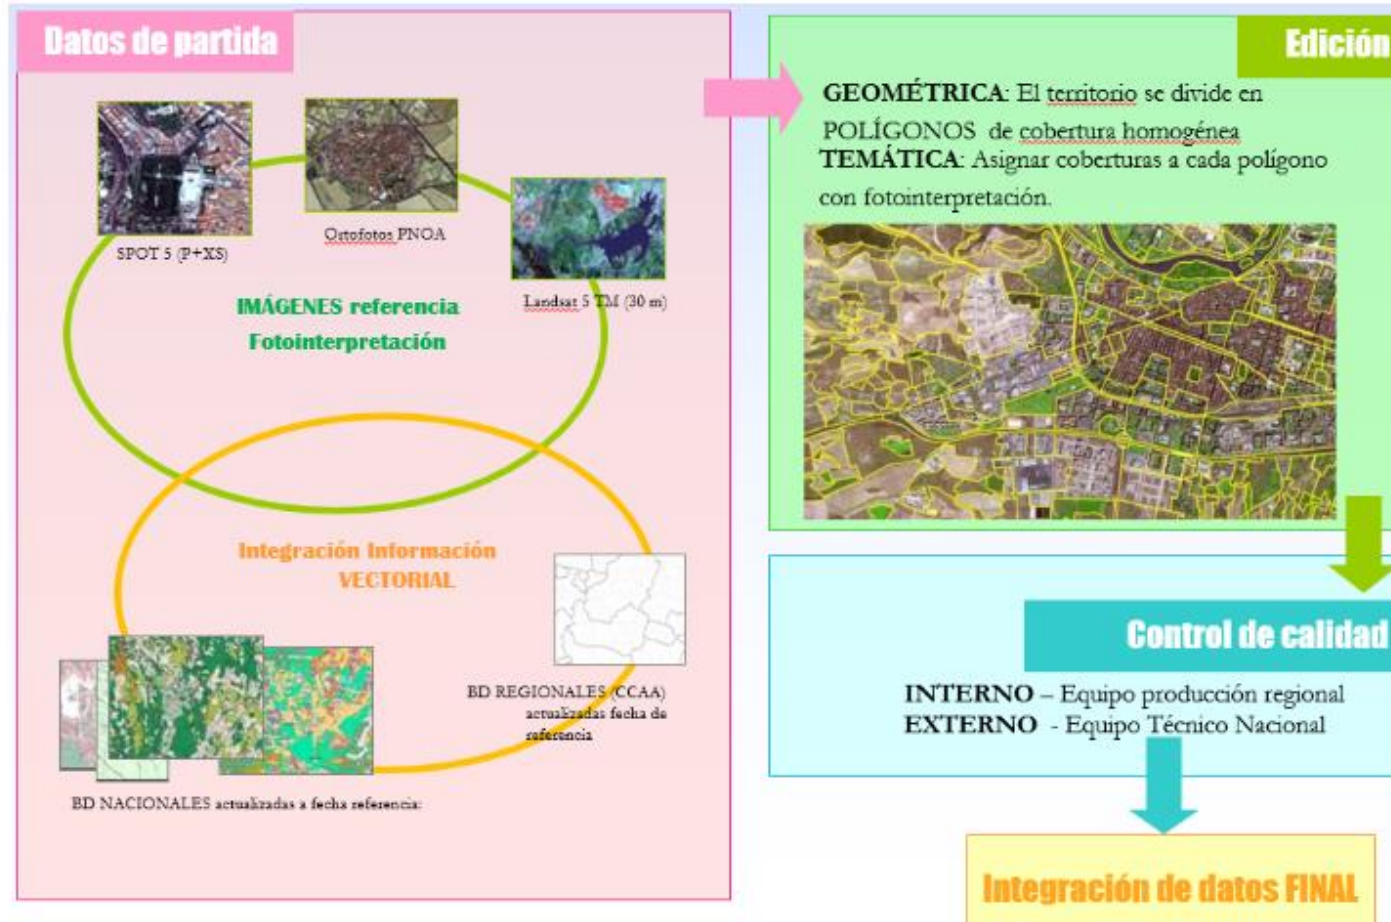 Datos de partida
SPOT 5 (P+XS)
Ortofotos PNOA
Landsat 5 TM (30 m)
IMÁGENES referencia
Fotointerpretación
Integración Información
VECTORIAL
BD REGIONALES (CCAA)
actualizadas fecha de
referencia
BD NACIONALES actualizadas a fecha referencia:
Edición
GEOMÉTRICA: El territorio se divide en
POLÍGONOS de cobertura homogénea
TEMÁTICA: Asignar coberturas a cada polígono
con fotointerpretación.
Control de calidad
INTERNO – Equipo producción regional
EXTERNO - Equipo Técnico Nacional
Integración de datos FINAL